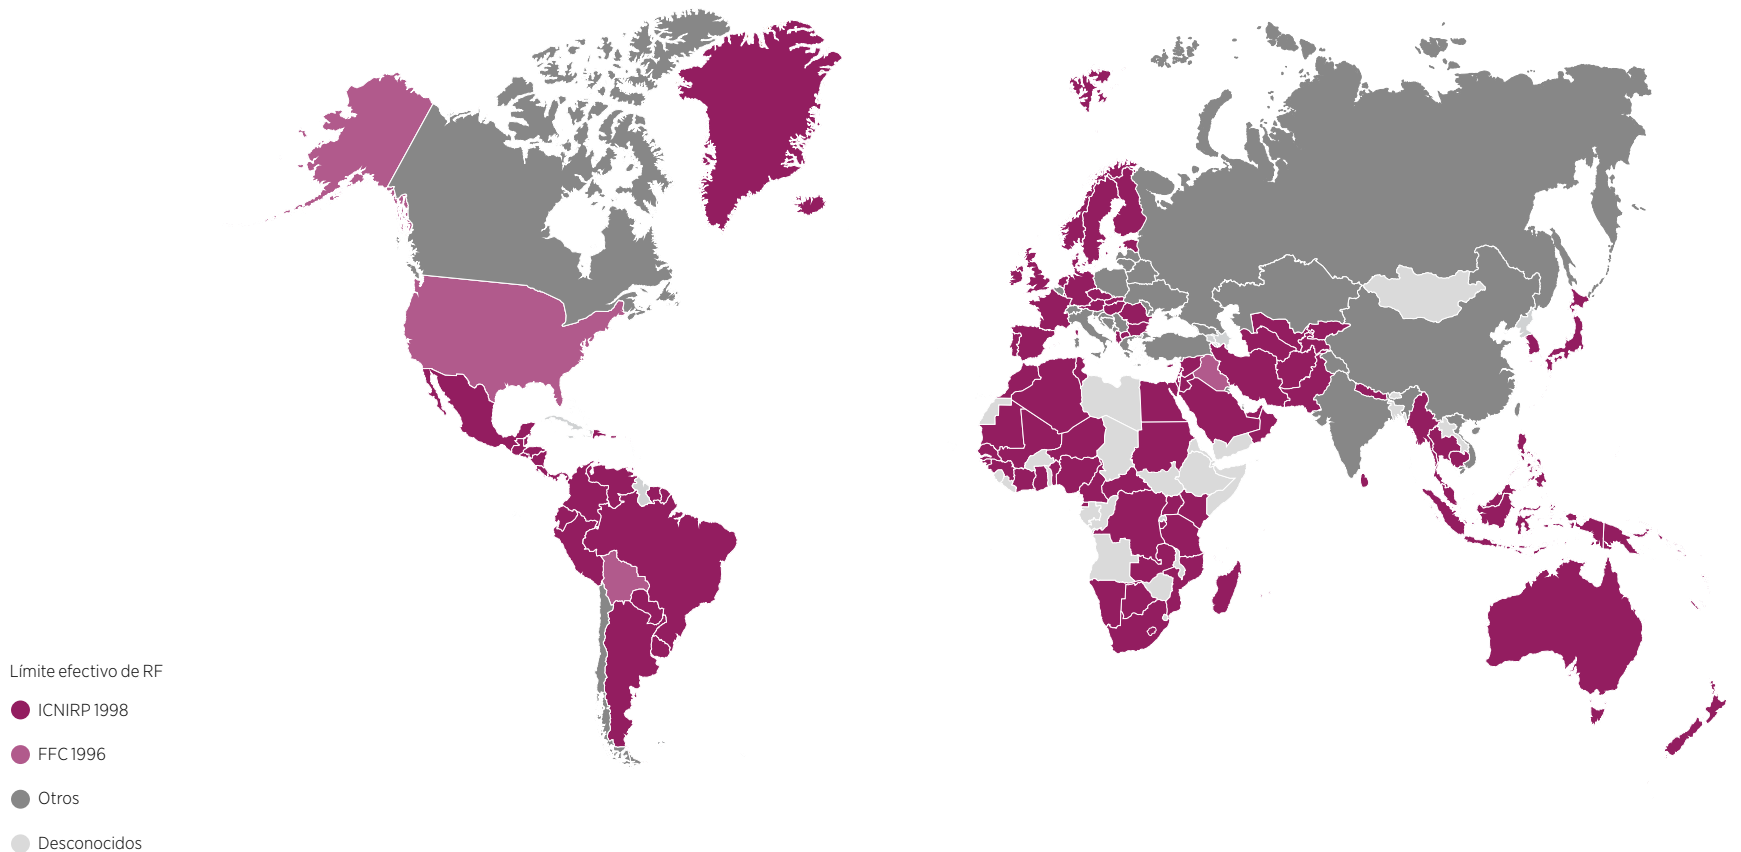 Límite efectivo de RF
ICNIRP 1998
FFC 1996
Otros
Desconocidos